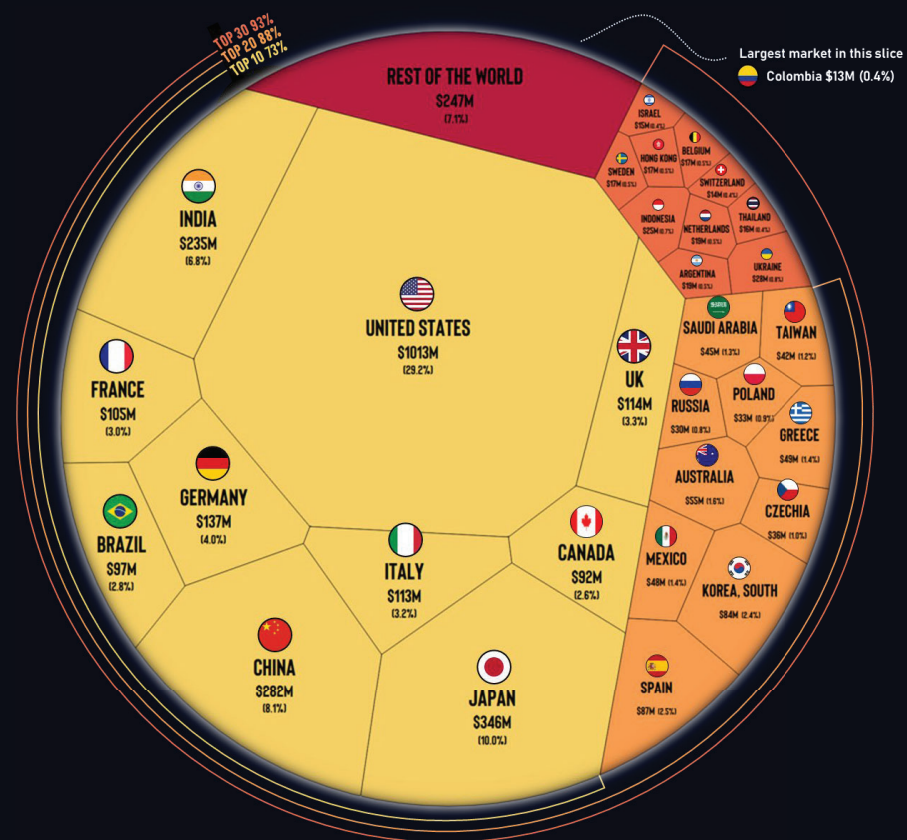 TOP 30 93%
TOP 20 88%
TOP 10 73%
Largest market in this slice
Colombia $13M (0.4%)
REST OF THE WORLD
$247M
(7.1%)
ISRAEL
$15M (0.4%)
BELGIUM
$17M (0.5%)
HONG KONG
$17M (0.5%)
SWEDEN
$17M (0.5%)
SWITZERLAND
$14M (0.4%)
INDONESIA
$25M (0.7%)
NETHERLANDS
$19M (0.5%)
THAILAND
$16M (0.4%)
ARGENTINA
$19M (0.5%)
UKRAINE
$28M (0.8%)
INDIA
$235M
(6.8%)
UNITED STATES
$1013M
(29.2%)
UK
$114M
(3.3%)
SAUDI ARABIA
$45M (1.3%)
TAIWAN
$42M (1.2%)
FRANCE
$105M
(3.0%)
RUSSIA
$30M (0.8%)
POLAND
$33M (0.9%)
GREECE
$49M (1.4%)
GERMANY
$137M
(4.0%)
AUSTRALIA
$55M (1.6%)
CZECHIA
$36M (1.0%)
BRAZIL
$97M
(2.8%)
ITALY
$113M
(3.2%)
CANADA
$92M
(2.6%)
MEXICO
$48M (1.4%)
KOREA, SOUTH
$84M (2.4%)
CHINA
$282M
(8.1%)
JAPAN
$346M
(10.0%)
SPAIN
$87M (2.5%)